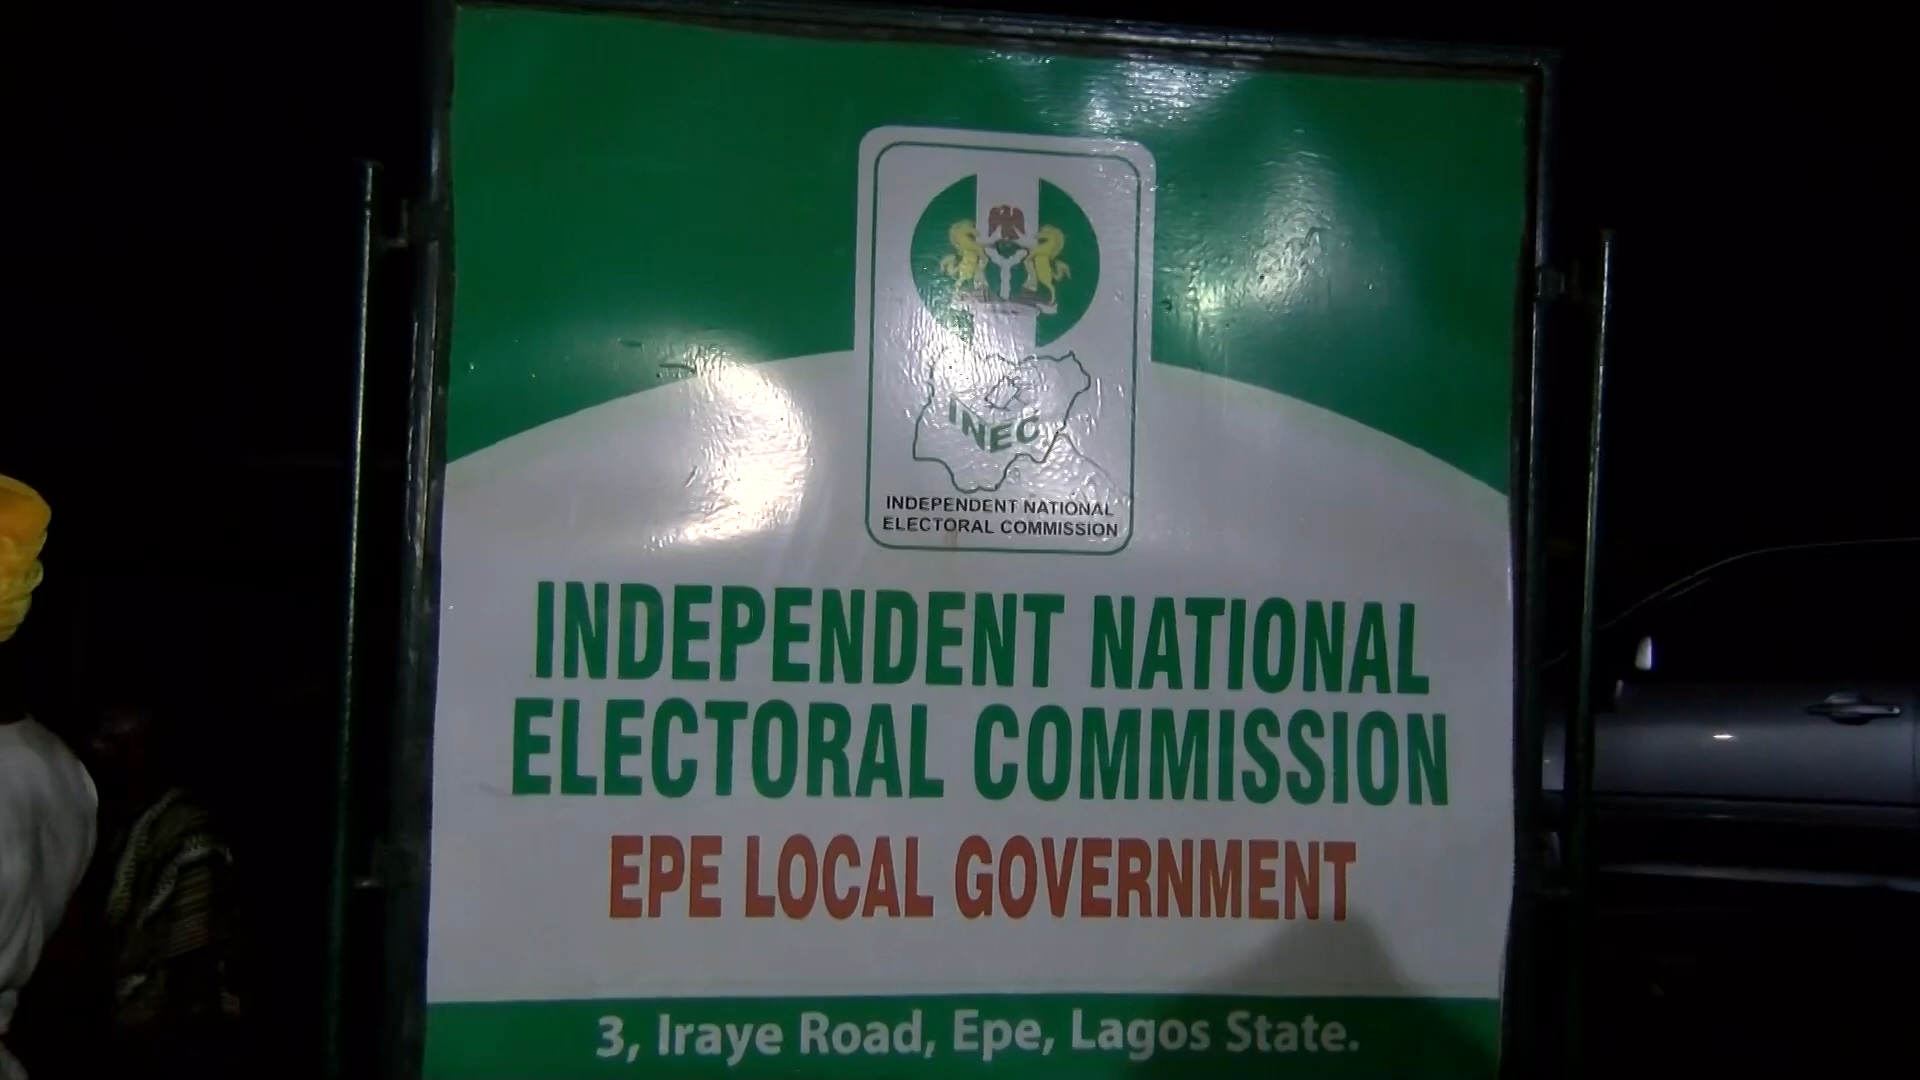 INEC
INDEPENDENT NATIONAL
ELECTORAL COMMISSION
INDEPENDENT NATIONAL
ELECTORAL COMMISSION
EPE LOCAL GOVERNMENT
3, Iraye Road, Epe, Lagos State.